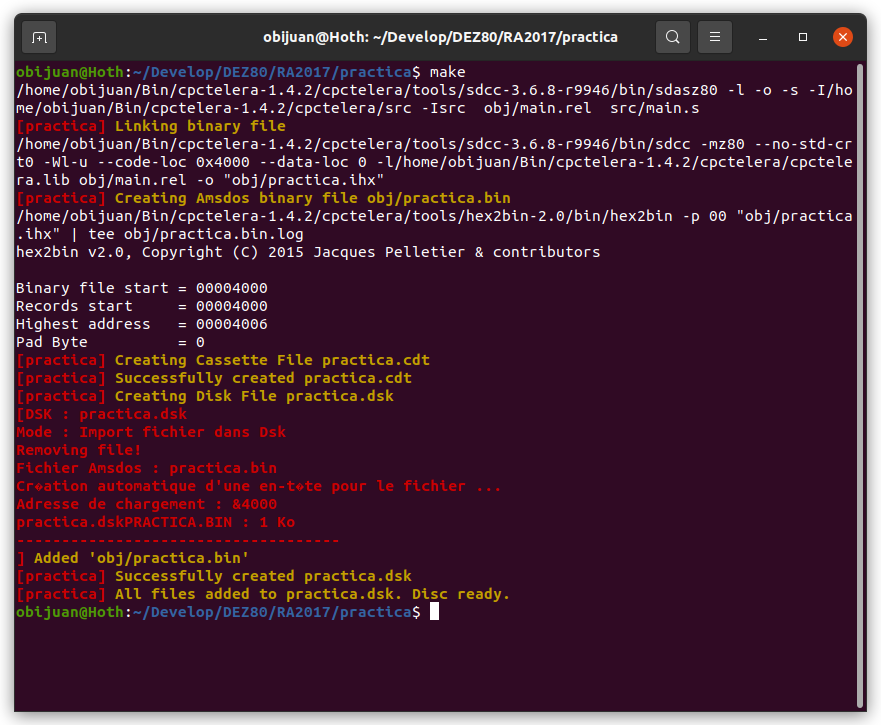 obijuan@Hoth: ~/Develop/DEZ80/RA2017/practica
obijuan@Hoth:~/Develop/DEZ80/RA2017/practica$ make
/home/obijuan/Bin/cpctelera-1.4.2/cpctelera/tools/sdcc-3.6.8-r9946/bin/sdasz80 -l -o -s -I/ho
me/obijuan/Bin/cpctelera-1.4.2/cpctelera/src -Isrc  obj/main.rel  src/main.s
[practica] Linking binary file
/home/obijuan/Bin/cpctelera-1.4.2/cpctelera/tools/sdcc-3.6.8-r9946/bin/sdcc -mz80 --no-std-cr
t0 -Wl-u --code-loc 0x4000 --data-loc 0 -l/home/obijuan/Bin/cpctelera-1.4.2/cpctelera/cpctele
ra.lib obj/main.rel -o "obj/practica.ihx"
[practica] Creating Amsdos binary file obj/practica.bin
/home/obijuan/Bin/cpctelera-1.4.2/cpctelera/tools/hex2bin-2.0/bin/hex2bin -p 00 "obj/practica
.ihx" | tee obj/practica.bin.log
hex2bin v2.0, Copyright (C) 2015 Jacques Pelletier & contributors
Binary file start = 00004000
Records start     = 00004000
Highest address   = 00004006
Pad Byte          = 0
[practica] Creating Cassette File practica.cdt
[practica] Successfully created practica.cdt
[practica] Creating Disk File practica.dsk
[DSK : practica.dsk
Mode : Import fichier dans Dsk
Removing file!
Fichier Amsdos : practica.bin
Cr�ation automatique d'une en-t�te pour le fichier ...
Adresse de chargement : &4000
practica.dskPRACTICA.BIN : 1 Ko
------------------------------------
] Added 'obj/practica.bin'
[practica] Successfully created practica.dsk
[practica] All files added to practica.dsk. Disc ready.
obijuan@Hoth:~/Develop/DEZ80/RA2017/practica$